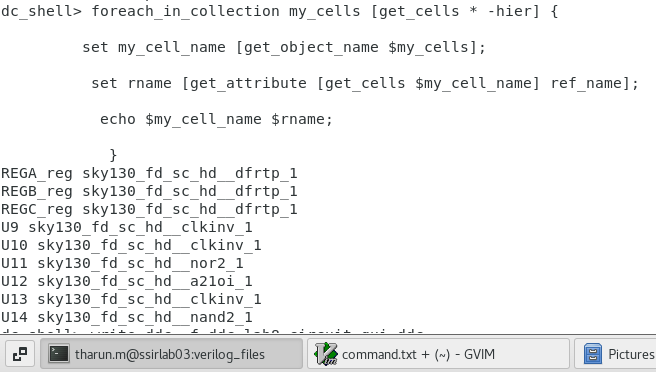 dc_shell> foreach_in_collection my_cells [get_cells * -hier] {
set my_cell_name [get_object_name $my_cells];
set rname [get_attribute [get_cells $my_cell_name] ref_name];
echo $my_cell_name $rname;
}
REGA_reg sky130_fd_sc_hd__dfrtp_1
REGB_reg sky130_fd_sc_hd__dfrtp_1
REGC_reg sky130_fd_sc_hd__dfrtp_1
U9 sky130_fd_sc_hd__clkinv_1
U10 sky130_fd_sc_hd__clkinv_1
U11 sky130_fd_sc_hd__nor2_1
U12 sky130_fd_sc_hd__a21oi_1
U13 sky130_fd_sc_hd__clkinv_1
U14 sky130_fd_sc_hd__nand2_1
tharun.m@ssirlab03:verilog_files
command.txt + (~) - GVIM
Pictures